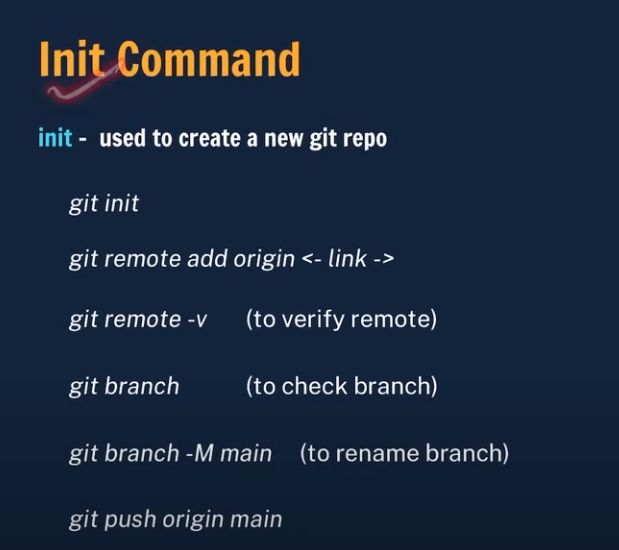 Init Command
init - used to create a new git repo
git init
git remote add origin <- link ->
git remote -v (to verify remote)
git branch (to check branch)
git branch -M main (to rename branch)
git push origin main